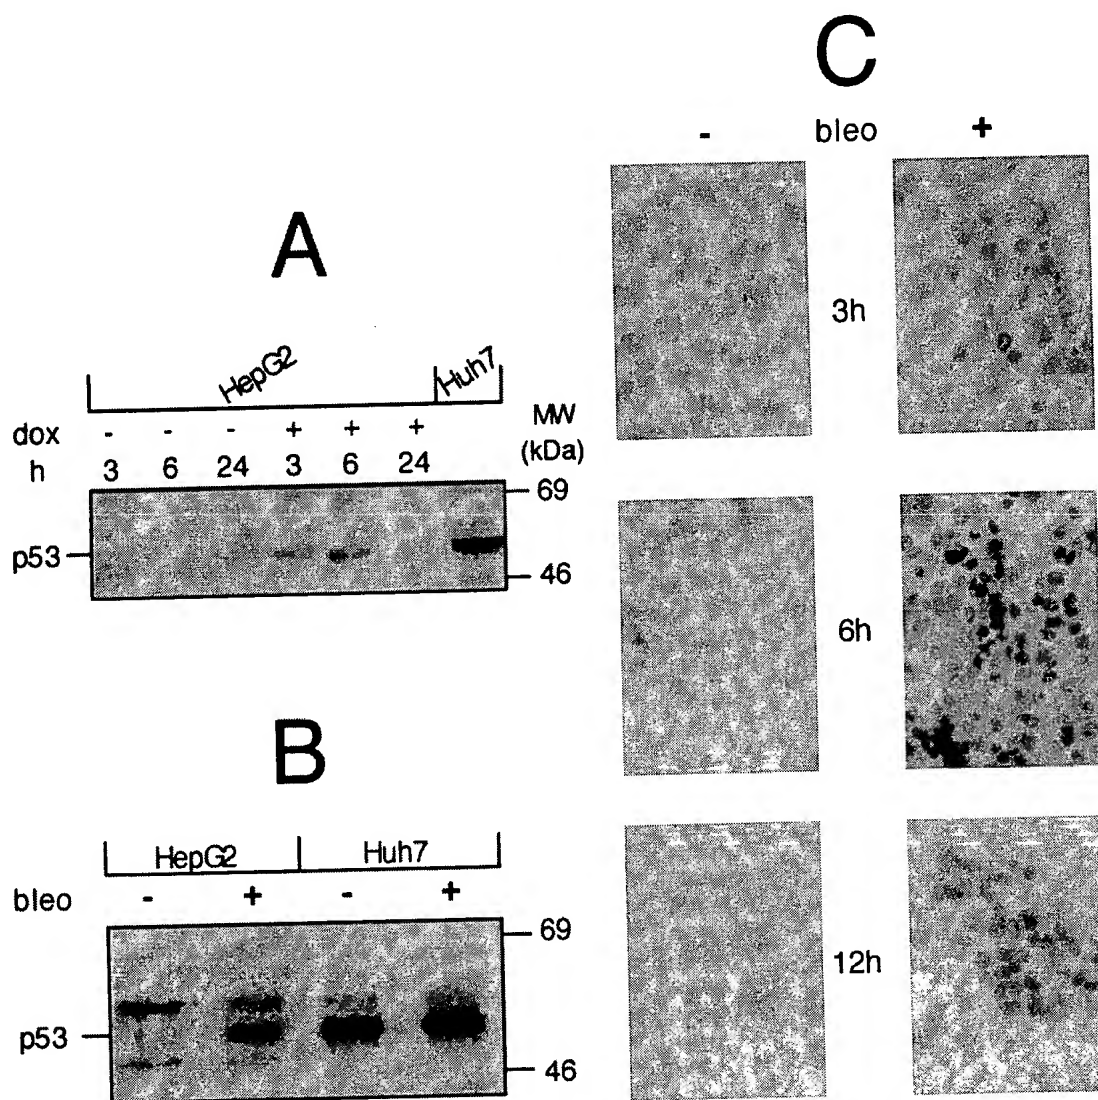 A
HepG2 Huh7
dox - - - + + + MW
h 3 6 24 3 6 24 (kDa)
69
p53
46
B
HepG2 Huh7
bleo - + - +
69
p53
46
C
- bleo +
3h
6h
12h